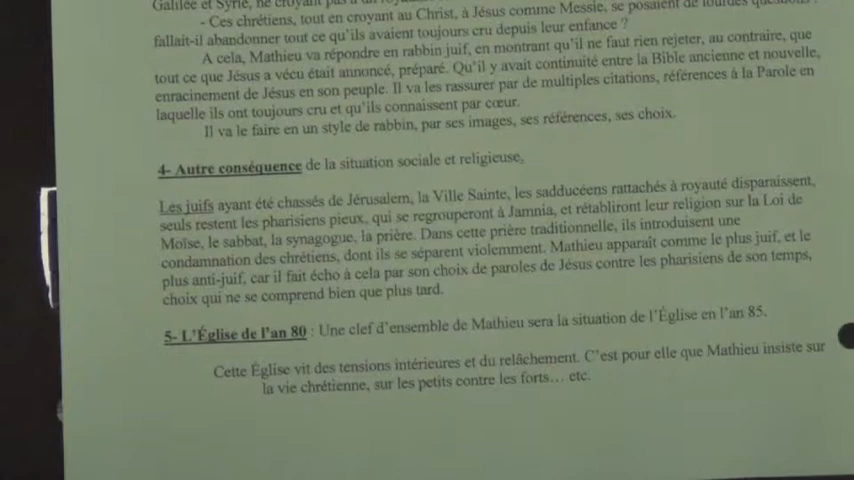 Galilée et Syrie, ne croyant pas à un
- Ces chrétiens, tout en croyant au Christ, à Jésus comme Messie, se posaient de lourdes questions :
fallait-il abandonner tout ce qu'ils avaient toujours cru depuis leur enfance ?
A cela, Mathieu va répondre en rabbin juif, en montrant qu'il ne faut rien rejeter, au contraire, que
tout ce que Jésus a vécu était annoncé, préparé. Qu'il y avait continuité entre la Bible ancienne et nouvelle,
enracinement de Jésus en son peuple. Il va les rassurer par de multiples citations, références à la Parole en
laquelle ils ont toujours cru et qu'ils connaissent par cœur.
Il va le faire en un style de rabbin, par ses images, ses références, ses choix.
4- Autre conséquence de la situation sociale et religieuse,
Les juifs ayant été chassés de Jérusalem, la Ville Sainte, les sadducéens rattachés à royauté disparaissent,
seuls restent les pharisiens pieux, qui se regrouperont à Jamnia, et rétabliront leur religion sur la Loi de
Moïse, le sabbat, la synagogue, la prière. Dans cette prière traditionnelle, ils introduisent une
condamnation des chrétiens, dont ils se séparent violemment. Mathieu apparaît comme le plus juif, et le
plus anti-juif, car il fait écho à cela par son choix de paroles de Jésus contre les pharisiens de son temps,
choix qui ne se comprend bien que plus tard.
5- L'Église de l'an 80 : Une clef d'ensemble de Mathieu sera la situation de l'Église en l'an 85.
Cette Église vit des tensions intérieures et du relâchement. C'est pour elle que Mathieu insiste sur
la vie chrétienne, sur les petits contre les forts… etc.